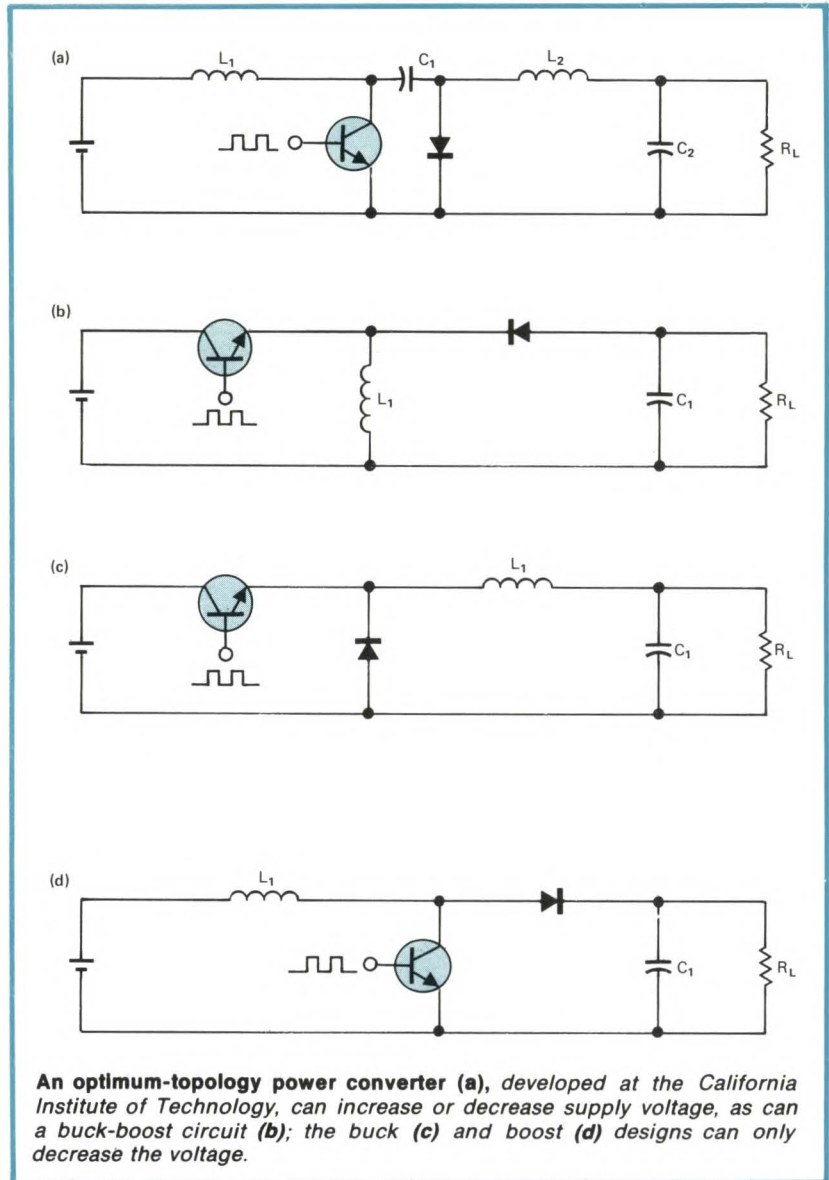 (a)
L1
C1
L2
C2
RL
(b)
L1
C1
RL
(c)
L1
C1
RL
(d)
L1
C1
RL
An optimum-topology power converter (a), developed at the California
Institute of Technology, can increase or decrease supply voltage, as can
a buck-boost circuit (b); the buck (c) and boost (d) designs can only
decrease the voltage.